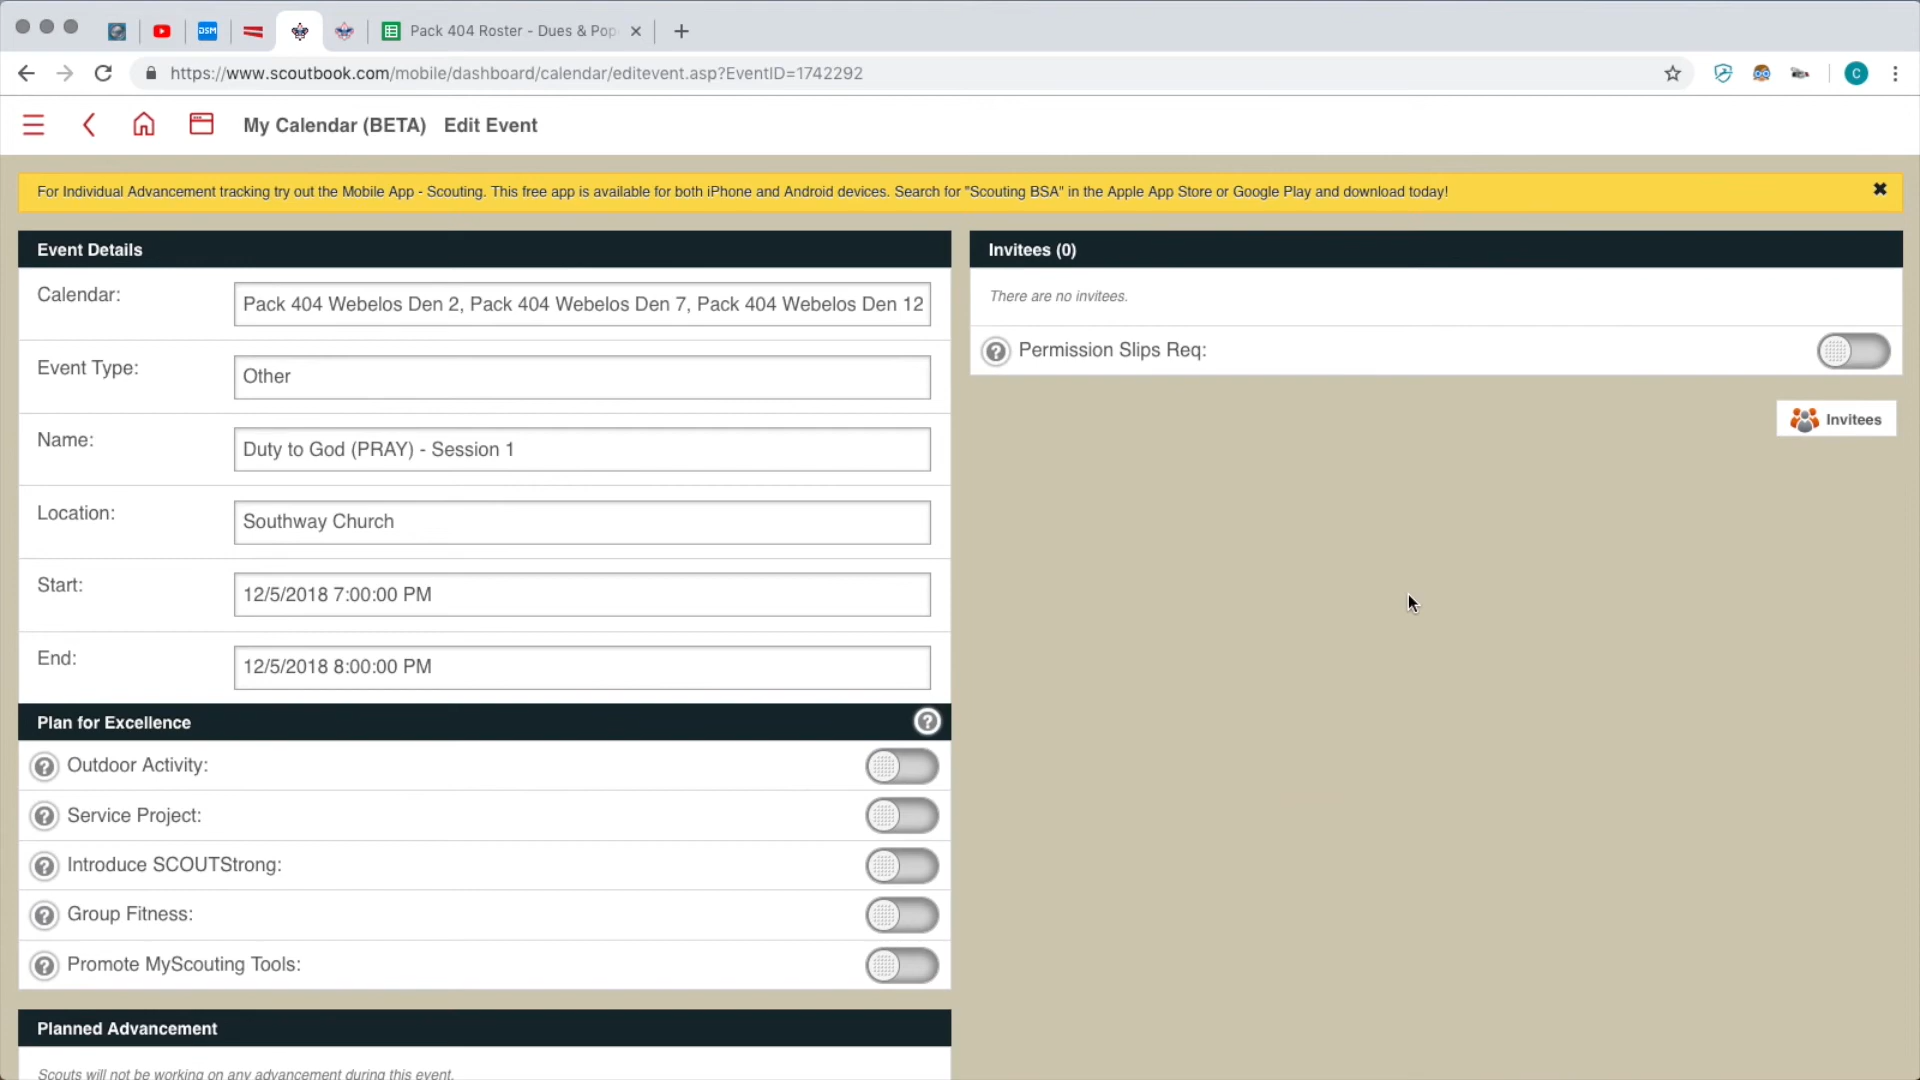 DSM
Pack 404 Roster - Dues & Pop
https://www.scoutbook.com/mobile/dashboard/calendar/editevent.asp?EventID=1742292
C
My Calendar (BETA) Edit Event
For Individual Advancement tracking try out the Mobile App - Scouting. This free app is available for both iPhone and Android devices. Search for "Scouting BSA" in the Apple App Store or Google Play and download today!
Event Details
Calendar: Pack 404 Webelos Den 2, Pack 404 Webelos Den 7, Pack 404 Webelos Den 12
Event Type: Other
Name: Duty to God (PRAY) - Session 1
Location: Southway Church
Start: 12/5/2018 7:00:00 PM
End: 12/5/2018 8:00:00 PM
Plan for Excellence ?
? Outdoor Activity:
? Service Project:
? Introduce SCOUTStrong:
? Group Fitness:
? Promote MyScouting Tools:
Planned Advancement
Scouts will not be working on any advancement during this event.
Invitees (0)
There are no invitees.
? Permission Slips Req:
Invitees